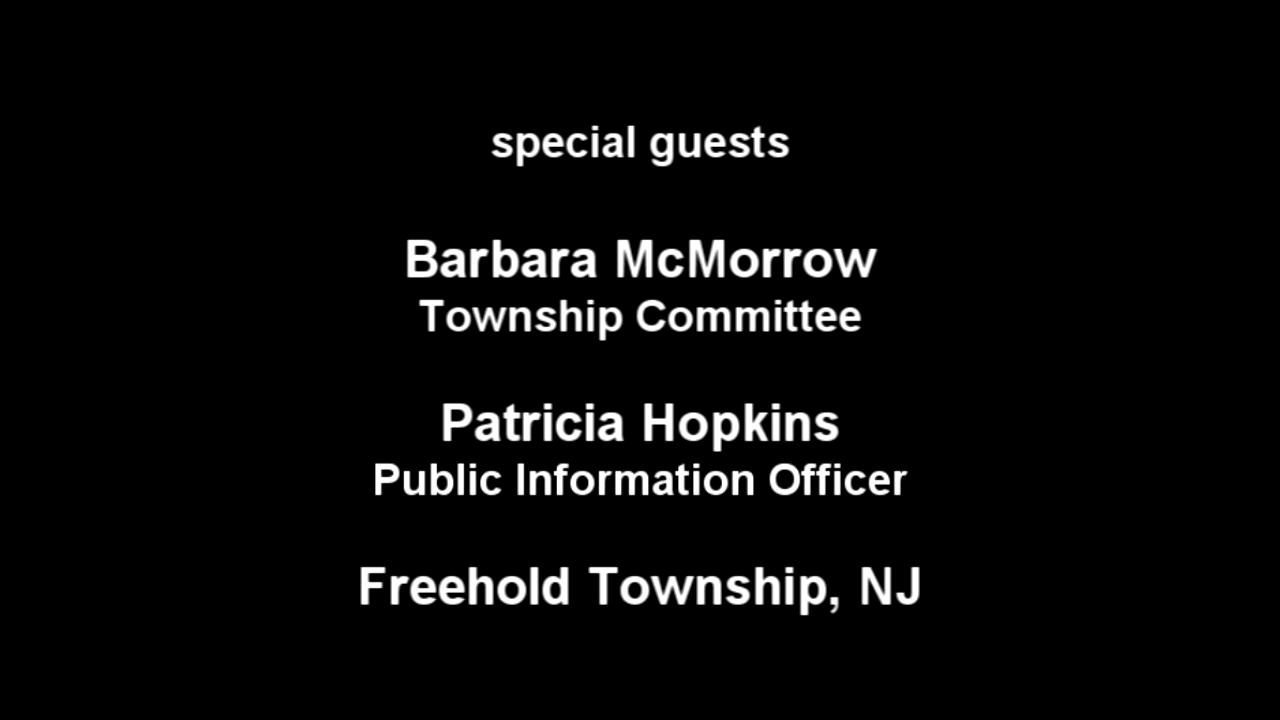 special guests
Barbara McMorrow
Township Committee
Patricia Hopkins
Public Information Officer
Freehold Township, NJ